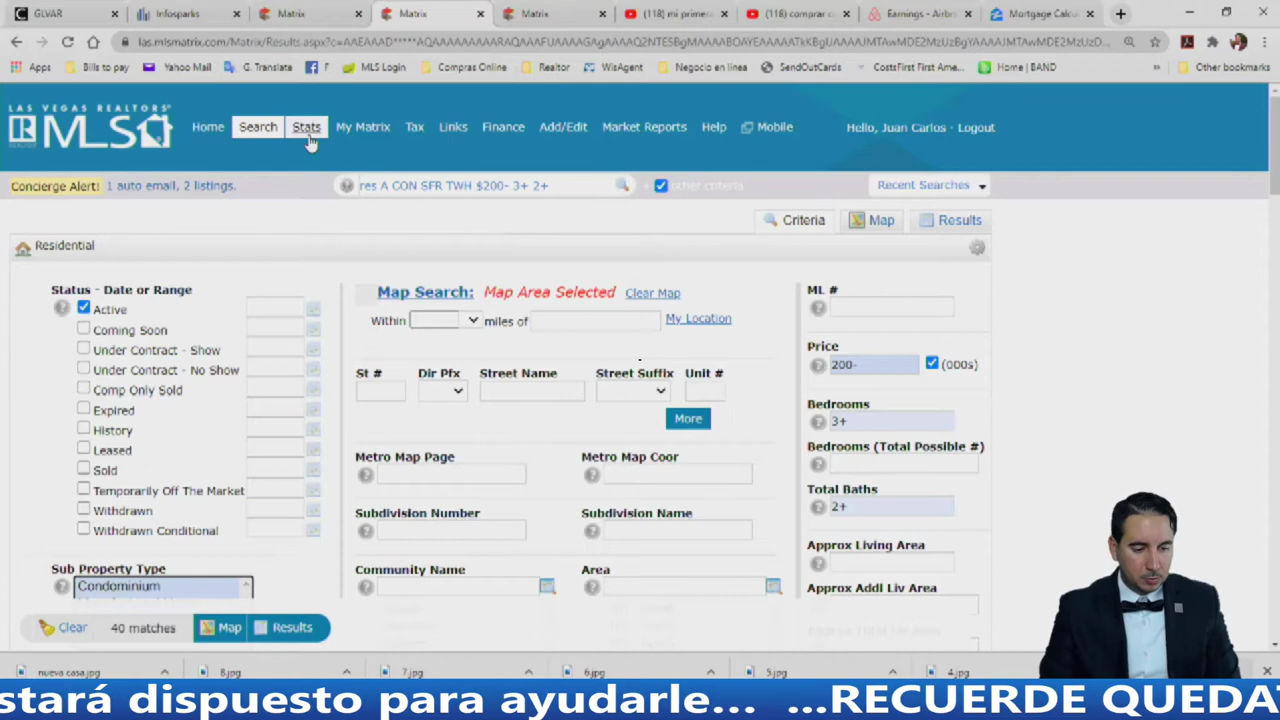 GLVAR
Infosparks
Matrix
Matrix
Matrix
(118) mi primera
(118) comprar c
Earnings - Airb
Mortgage Calcu
las.mlsmatrix.com/Matrix/Results.aspx?c=AAEAAAD*****AQAAAAAAAAARAQAAAFUAAAAGAgAAAAQ2NTESBgMAAAABOAYEAAAATkKBgUAAAAJMTAwMDE2MzUzBgYAAAAJMTAwMDE2MzUzBgcAAAAD...
Apps
Bills to pay
Yahoo Mail
G. Translate
F
MLS Login
Compras Online
Realtor
WisAgent
Negocio en línea
SendOutCards
CostsFirst First Ame...
Home | BAND
Other bookmarks
LAS VEGAS REALTORS®
MLS
Home
Search
Stats
My Matrix
Tax
Links
Finance
Add/Edit
Market Reports
Help
Mobile
Hello, Juan Carlos - Logout
Concierge Alert! 1 auto email, 2 listings.
res A CON SFR TWH $200- 3+ 2+
other criteria
Recent Searches
Criteria
Map
Results
Residential
Status - Date or Range
Active
Coming Soon
Under Contract - Show
Under Contract - No Show
Comp Only Sold
Expired
History
Leased
Sold
Temporarily Off The Market
Withdrawn
Withdrawn Conditional
Sub Property Type
Condominium
Map Search: Map Area Selected Clear Map
Within miles of My Location
St # Dir Pfx Street Name Street Suffix Unit #
More
Metro Map Page Metro Map Coor
Subdivision Number Subdivision Name
Community Name Area
ML #
Price
200- (000s)
Bedrooms
3+
Bedrooms (Total Possible #)
Total Baths
2+
Approx Living Area
Approx Addl Liv Area
Clear 40 matches Map Results
nueva casa.jpg
8.jpg
7.jpg
6.jpg
5.jpg
4.jpg
stará dispuesto para ayudarle... ...RECUERDE QUEDA